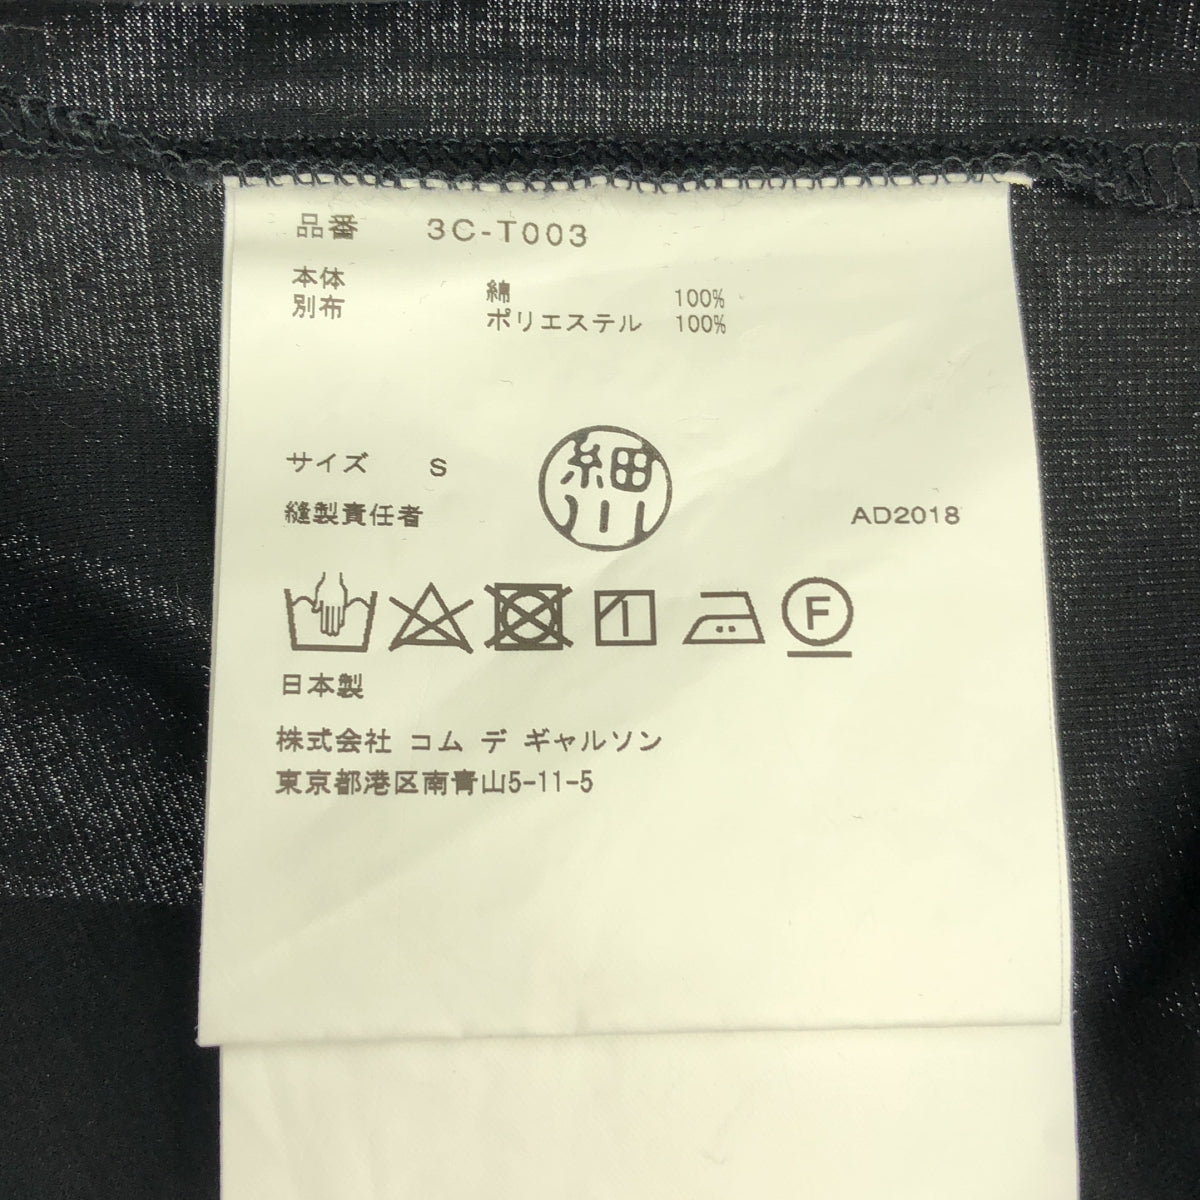 品番 3C-T003
本体 綿 100%
別布 ポリエステル 100%
サイズ S
細川
縫製責任者 AD2018
F
日本製
株式会社 コム デ ギャルソン
東京都港区南青山5-11-5